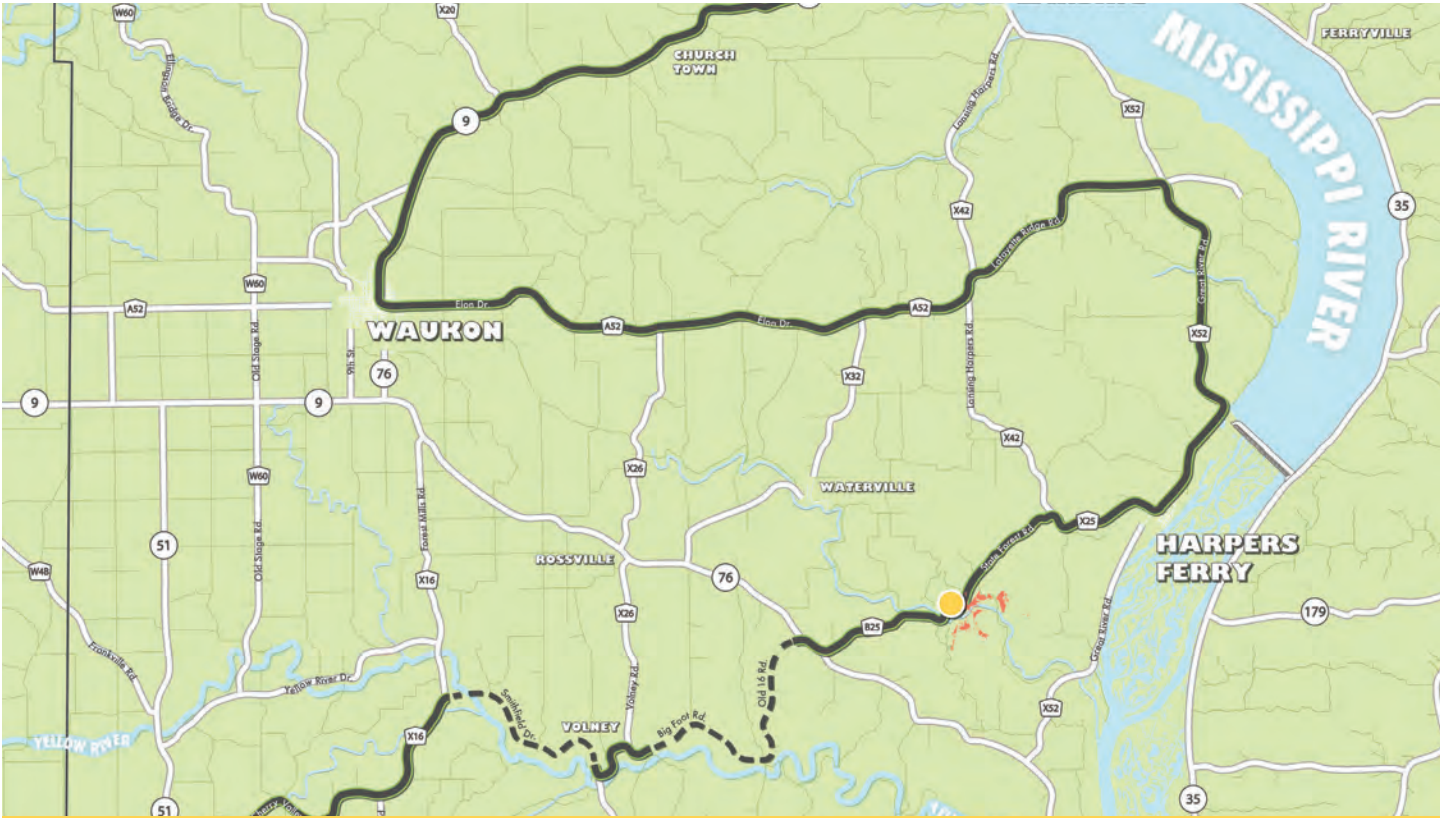 W60
X20
FERRYVILLE
CHURCH
TOWN
MISSISSIPPI RIVER
Ellingson Bridge Dr.
Lansing Harpers Rd.
X52
9
35
X42
Lafayette Ridge Rd.
Great River Rd.
W60
A52
Elon Dr.
A52
Elon Dr.
A52
WAUKON
X52
Old Stage Rd.
9th St.
76
X32
Lansing Harpers Rd.
9
9
X42
W60
X26
WATERVILLE
Forest Mills Rd.
X25
Old Stage Rd.
51
State Forest Rd.
HARPERS
FERRY
ROSSVILLE
W48
X16
76
X26
B25
179
Great River Rd.
Frankville Rd.
Yellow River Dr.
Volney Rd.
Old 16 Rd.
Smithfield Dr.
X52
VOLNEY
Big Foot Rd.
X16
YELLOW RIVER
51
35